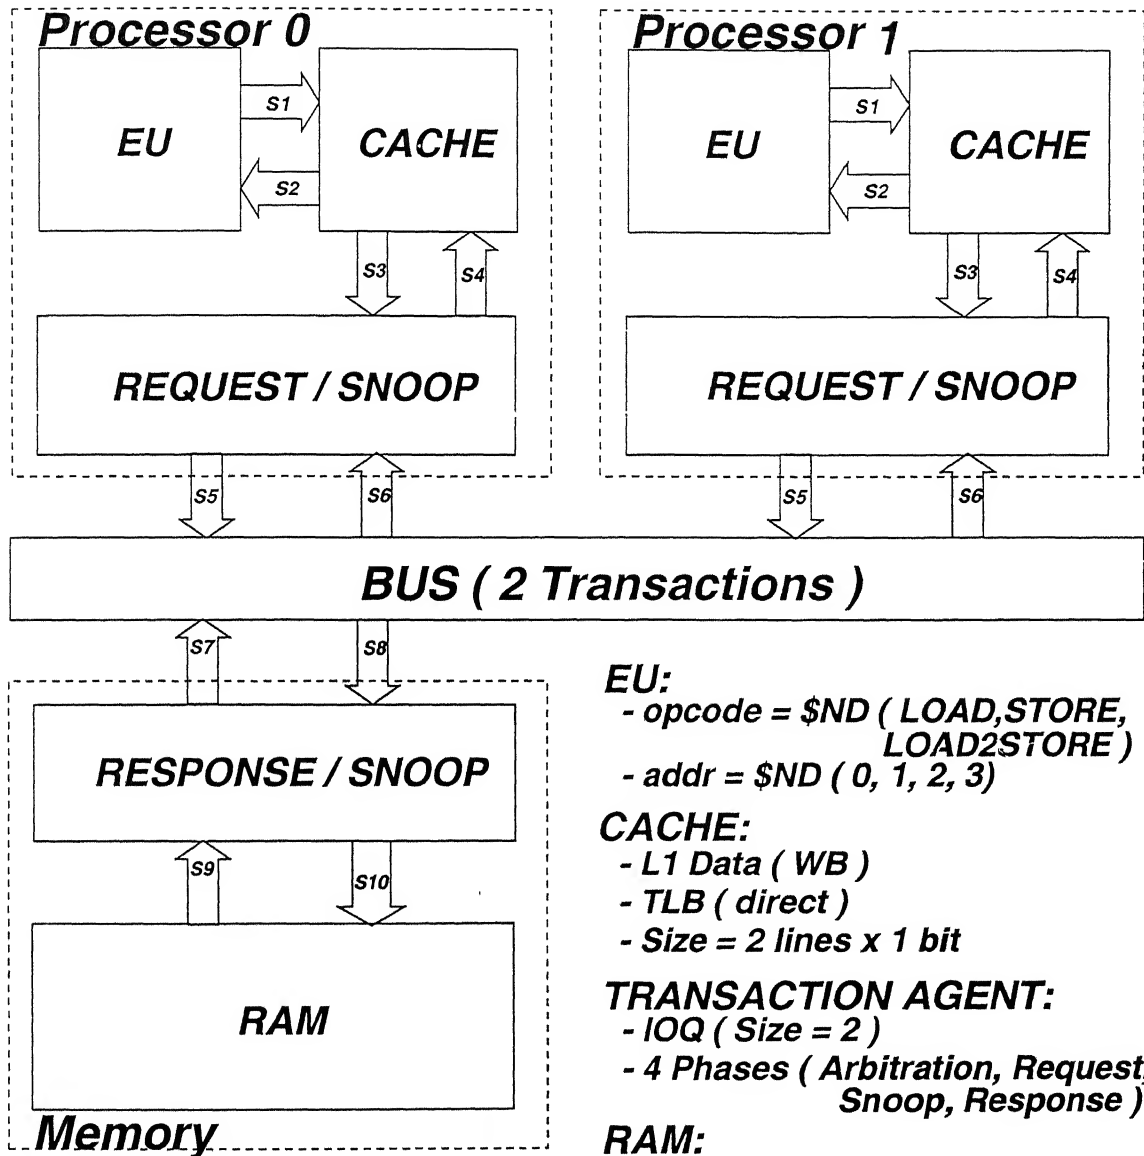 Processor 0
Processor 1
EU
S1
CACHE
S2
EU
S1
CACHE
S2
S3
S4
S3
S4
REQUEST / SNOOP
REQUEST / SNOOP
S5
S6
S5
S6
BUS ( 2 Transactions )
S7
S8
RESPONSE / SNOOP
S9
S10
RAM
Memory
EU:
- opcode = $ND ( LOAD,STORE,
LOAD2STORE )
- addr = $ND ( 0, 1, 2, 3)
CACHE:
- L1 Data ( WB )
- TLB ( direct )
- Size = 2 lines x 1 bit
TRANSACTION AGENT:
- IOQ ( Size = 2 )
- 4 Phases ( Arbitration, Request,
Snoop, Response )
RAM: